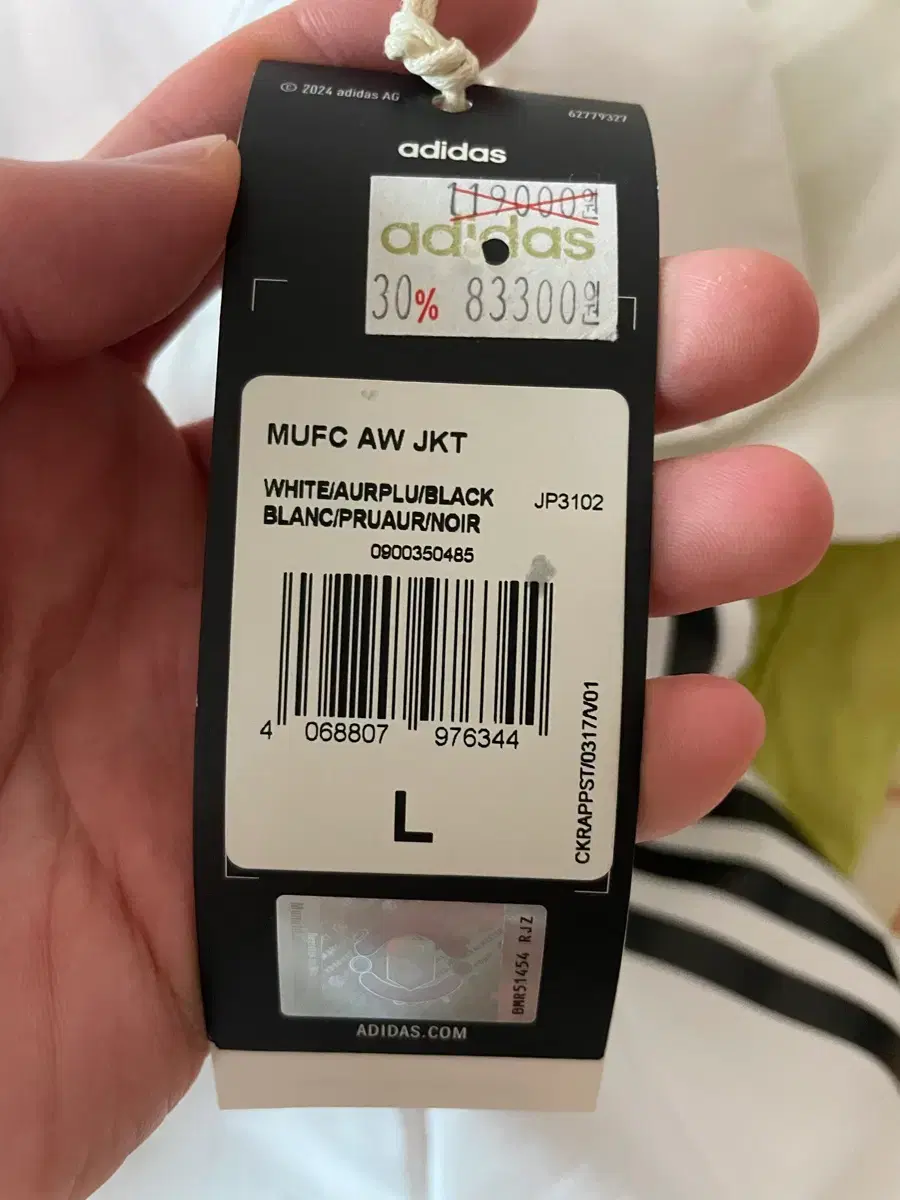 © 2024 adidas AG
62779327
adidas
119000원
adidas
30% 83300원
MUFC AW JKT
WHITE/AURPLU/BLACK
JP3102
BLANC/PRUAUR/NOIR
0900350485
4 068807 976344
CKRAPPST/0317/V01
L
BMR51454 RJZ
ADIDAS.COM